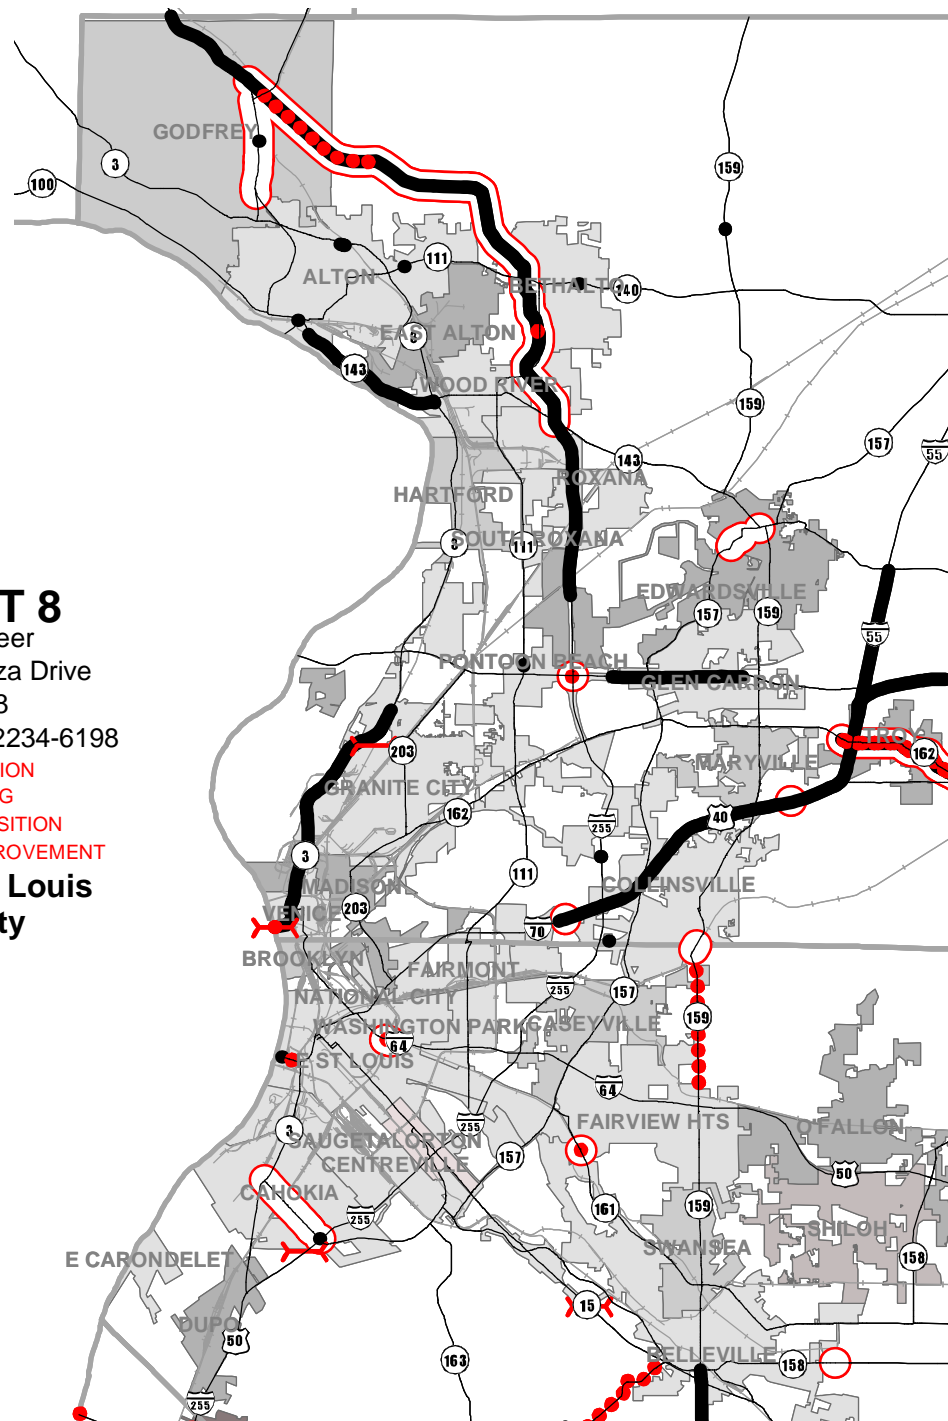 GODFREY
3
100
159
111
ALTON
BETHALTO
140
EAST ALTON
3
143
WOOD RIVER
159
157
55
143
ROXANA
HARTFORD
3
SOUTH ROXANA
111
T 8
EDWARDSVILLE
157
159
eer
55
za Drive
PONTOON BEACH
GLEN CARBON
3
2234-6198
203
TROY
162
ION
MARYVILLE
G
GRANITE CITY
162
40
SITION
255
ROVEMENT
3
111
Louis
MADISON
COLLINSVILLE
203
VENICE
ty
70
BROOKLYN
FAIRMONT
255
157
NATIONAL CITY
159
WASHINGTON PARK
CASEYVILLE
64
E ST LOUIS
64
255
FAIRVIEW HTS
O'FALLON
3
SAUGET
ALORTON
157
CENTREVILLE
50
CAHOKIA
255
161
159
SHILOH
SWANSEA
E CARONDELET
158
15
DUPO
50
BELLEVILLE
163
158
255